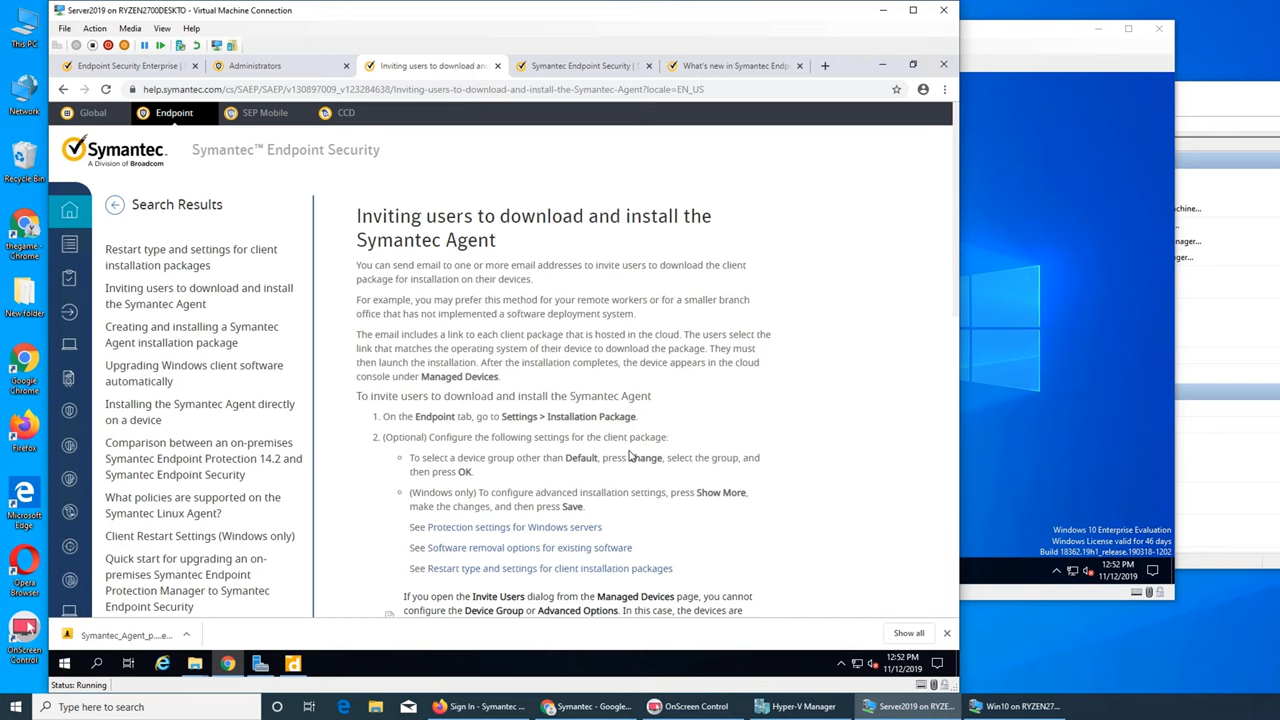 This PC
Network
Recycle Bin
thegame -
Chrome
New folder
Google
Chrome
Firefox
Microsoft
Edge
Opera
Browser
OnScreen
Control
Server2019 on RYZEN2700DESKTO - Virtual Machine Connection
File Action Media View Help
Endpoint Security Enterprise |
Administrators
Inviting users to download and
Symantec Endpoint Security |
What's new in Symantec Endp
help.symantec.com/cs/SAEP/SAEP/v130897009_v123284638/Inviting-users-to-download-and-install-the-Symantec-Agent?locale=EN_US
Global Endpoint SEP Mobile CCD
Symantec.
A Division of Broadcom
Symantec™ Endpoint Security
Search Results
Restart type and settings for client
installation packages
Inviting users to download and install
the Symantec Agent
Creating and installing a Symantec
Agent installation package
Upgrading Windows client software
automatically
Installing the Symantec Agent directly
on a device
Comparison between an on-premises
Symantec Endpoint Protection 14.2 and
Symantec Endpoint Security
What policies are supported on the
Symantec Linux Agent?
Client Restart Settings (Windows only)
Quick start for upgrading an on-
premises Symantec Endpoint
Protection Manager to Symantec
Endpoint Security
Inviting users to download and install the
Symantec Agent
You can send email to one or more email addresses to invite users to download the client
package for installation on their devices.
For example, you may prefer this method for your remote workers or for a smaller branch
office that has not implemented a software deployment system.
The email includes a link to each client package that is hosted in the cloud. The users select the
link that matches the operating system of their device to download the package. They must
then launch the installation. After the installation completes, the device appears in the cloud
console under Managed Devices.
To invite users to download and install the Symantec Agent
1. On the Endpoint tab, go to Settings > Installation Package.
2. (Optional) Configure the following settings for the client package:
To select a device group other than Default, press Change, select the group, and
then press OK.
(Windows only) To configure advanced installation settings, press Show More,
make the changes, and then press Save.
See Protection settings for Windows servers
See Software removal options for existing software
See Restart type and settings for client installation packages
If you open the Invite Users dialog from the Managed Devices page, you cannot
configure the Device Group or Advanced Options. In this case, the devices are
Symantec_Agent_p....e...
Show all
12:52 PM
11/12/2019
Status: Running
achine...
nager...
ger...
Windows 10 Enterprise Evaluation
Windows License valid for 46 days
Build 18362.19h1_release.190318-1202
12:52 PM
11/12/2019
Type here to search
Sign In - Symantec ...
Symantec - Google...
OnScreen Control
Hyper-V Manager
Server2019 on RYZE...
Win10 on RYZEN27...